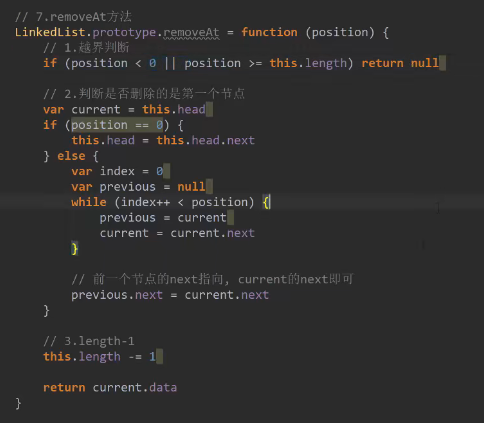 // 7.removeAt方法
LinkedList.prototype.removeAt = function (position) {
// 1.越界判断
if (position < 0 || position >= this.length) return null
// 2.判断是否删除的是第一个节点
var current = this.head
if (position == 0) {
this.head = this.head.next
} else {
var index = 0
var previous = null
while (index++ < position) {
previous = current
current = current.next
}
// 前一个节点的next指向, current的next即可
previous.next = current.next
}
// 3.length-1
this.length -= 1
return current.data
}